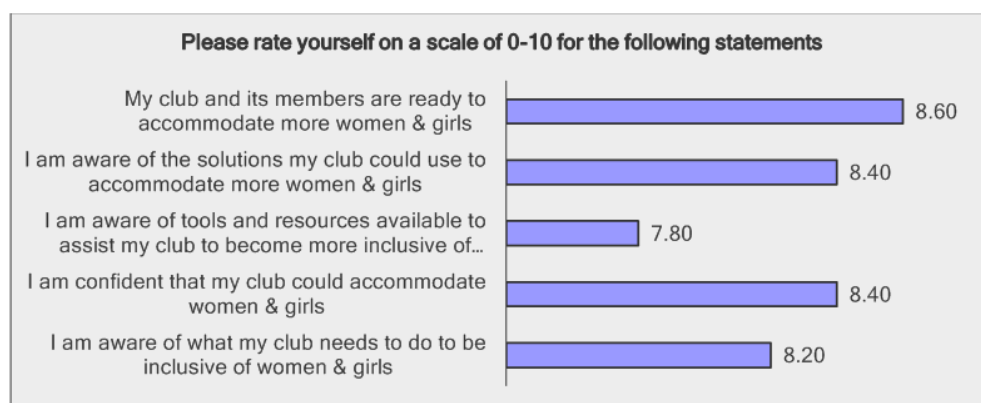 Please rate yourself on a scale of 0-10 for the following statements
My club and its members are ready to
accommodate more women & girls
8.60
I am aware of the solutions my club could use to
accommodate more women & girls
8.40
I am aware of tools and resources available to
assist my club to become more inclusive of...
7.80
I am confident that my club could accommodate
women & girls
8.40
I am aware of what my club needs to do to be
inclusive of women & girls
8.20